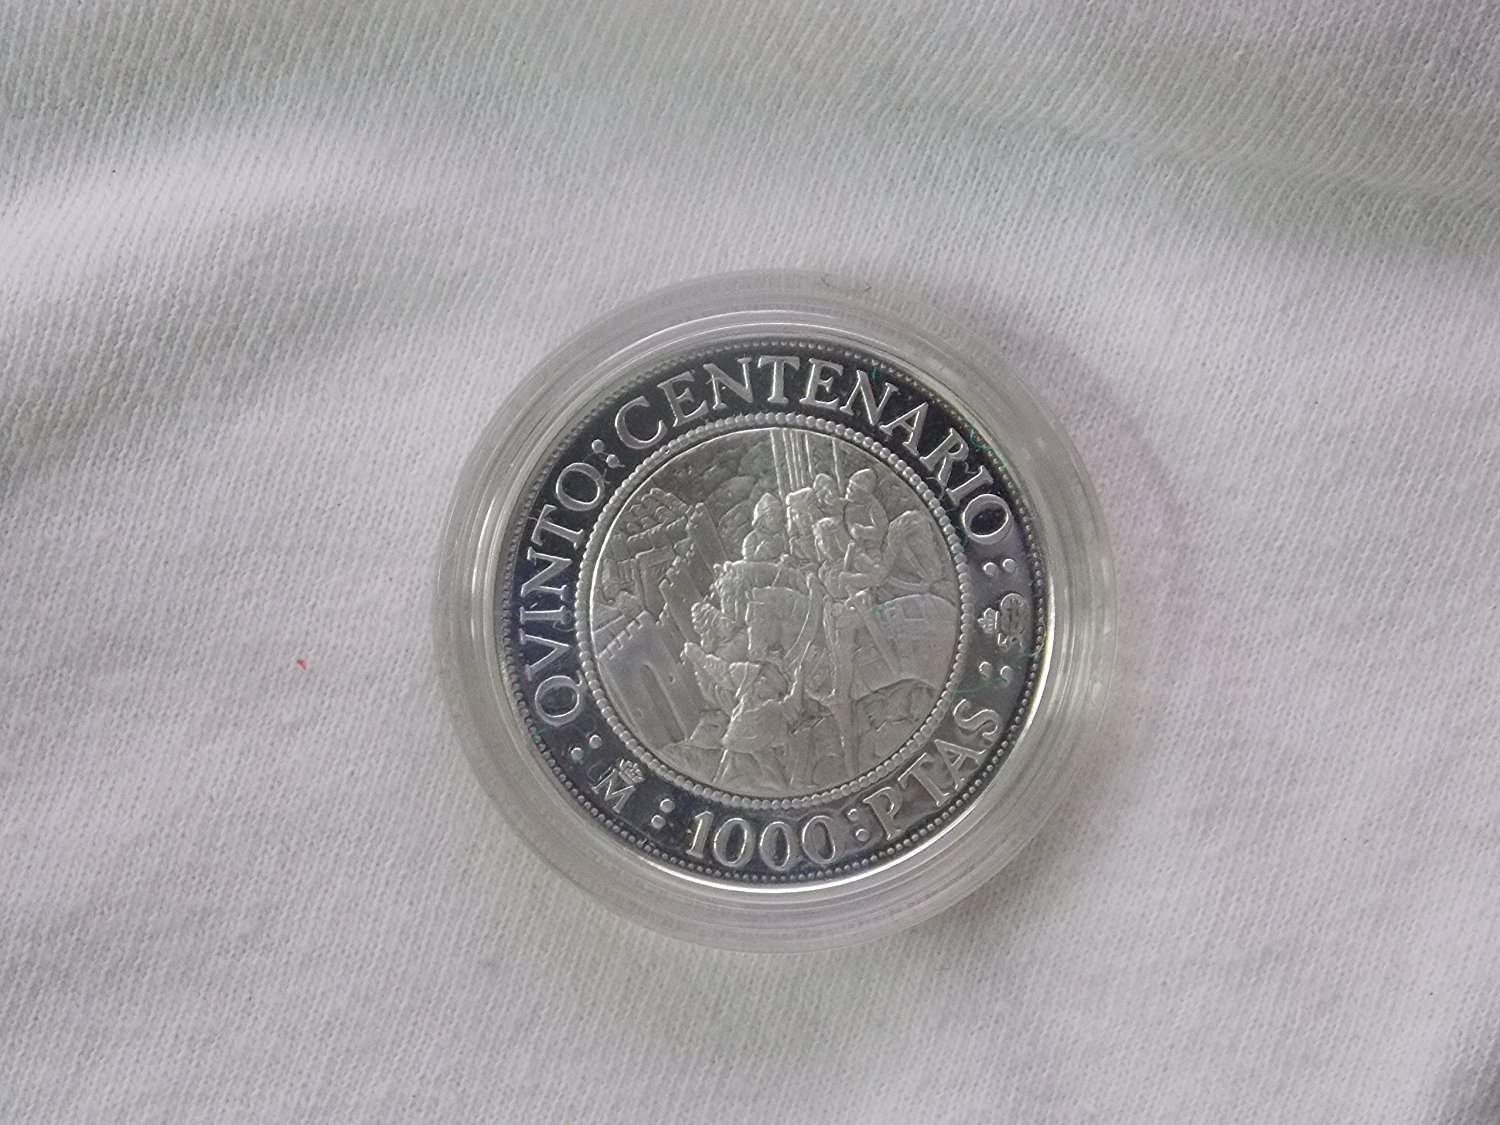 QVINTO : CENTENARIO :
: 1000 : PTAS :
M